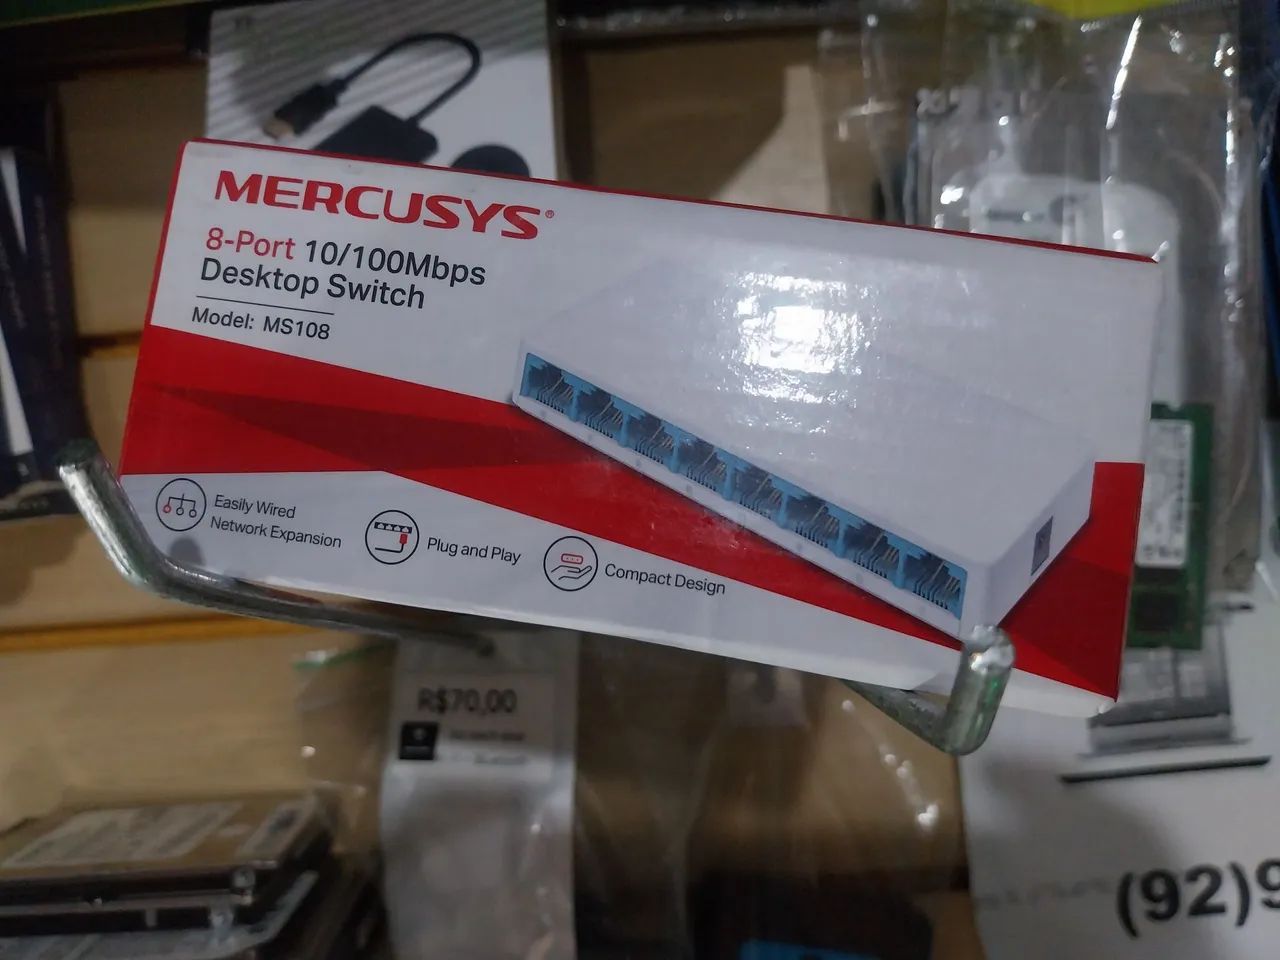 MERCUSYS®
8-Port 10/100Mbps
Desktop Switch
Model: MS108
Easily Wired
Network Expansion
Plug and Play
Compact Design
R$70,00
(92)9